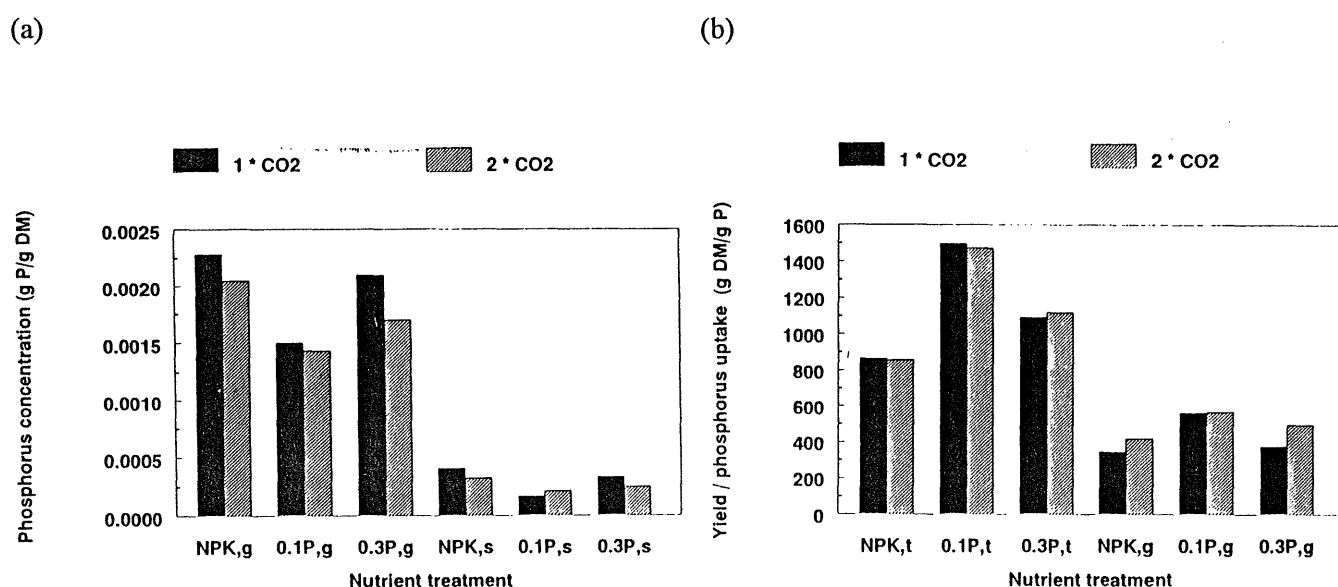 (a)
1 * CO2
2 * CO2
Phosphorus concentration (g P/g DM)
0.0025
0.0020
0.0015
0.0010
0.0005
0.0000
NPK,g 0.1P,g 0.3P,g NPK,s 0.1P,s 0.3P,s
Nutrient treatment
(b)
1 * CO2
2 * CO2
Yield / phosphorus uptake (g DM/g P)
1600
1400
1200
1000
800
600
400
200
0
NPK,t 0.1P,t 0.3P,t NPK,g 0.1P,g 0.3P,g
Nutrient treatment